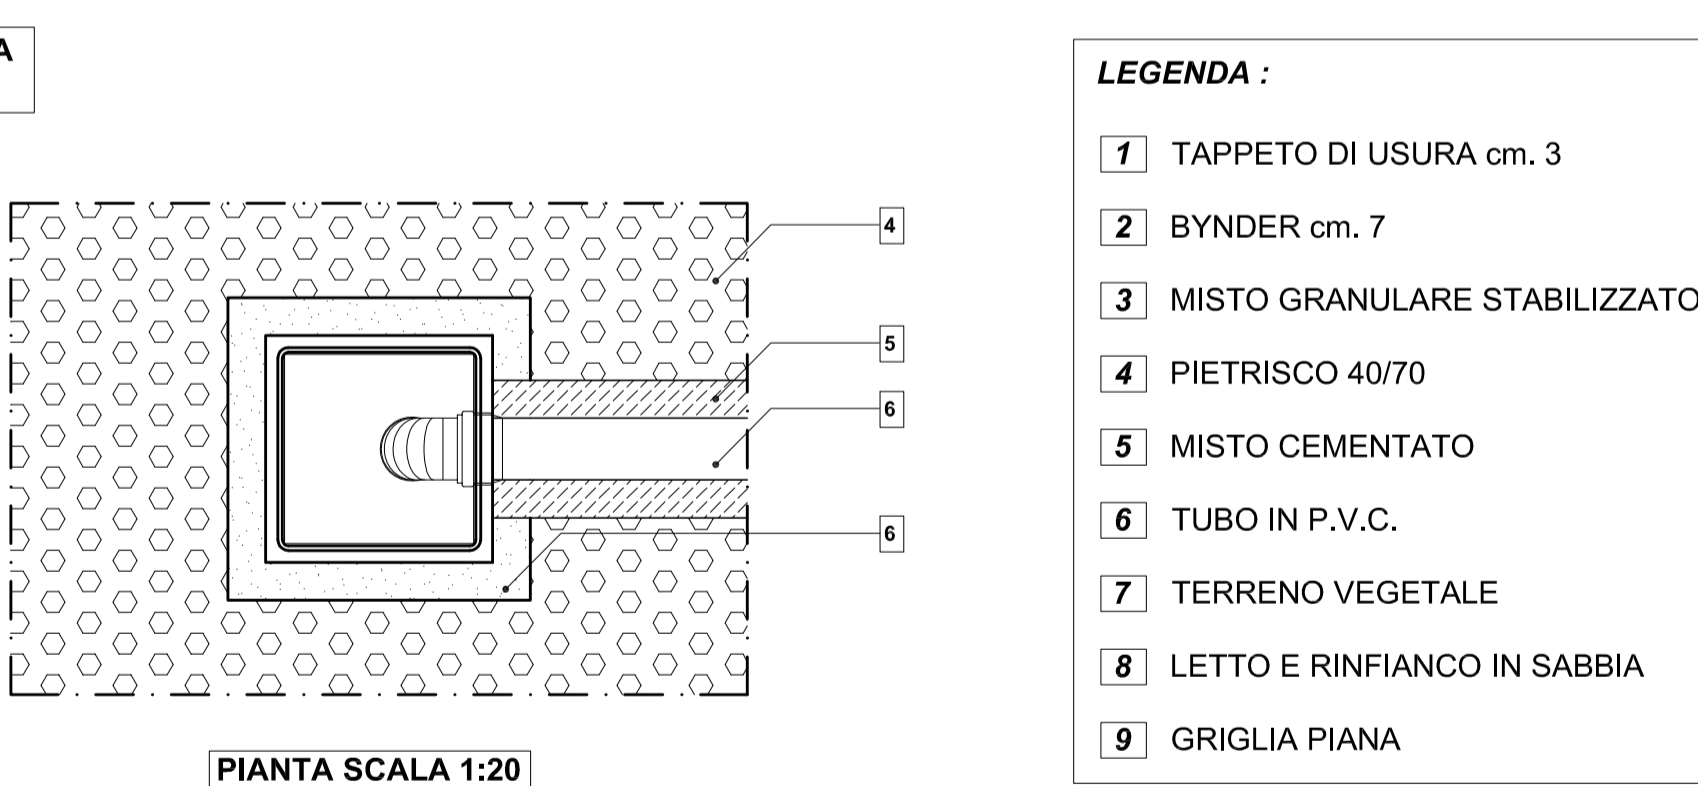 A
4
5
6
6
PIANTA SCALA 1:20
LEGENDA :
1 TAPPETO DI USURA cm. 3
2 BYNDER cm. 7
3 MISTO GRANULARE STABILIZZATO
4 PIETRISCO 40/70
5 MISTO CEMENTATO
6 TUBO IN P.V.C.
7 TERRENO VEGETALE
8 LETTO E RINFIANCO IN SABBIA
9 GRIGLIA PIANA